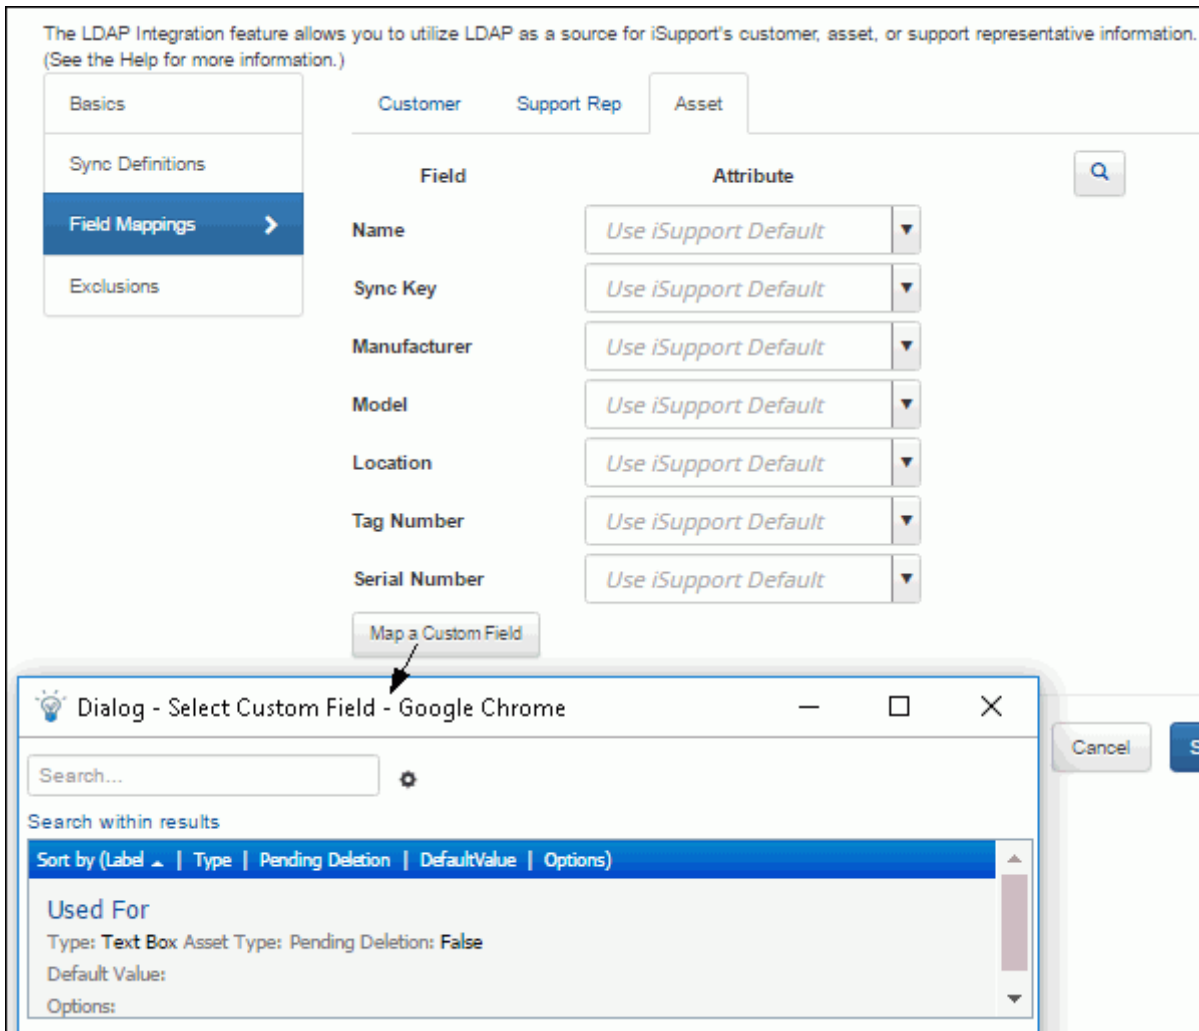 The LDAP Integration feature allows you to utilize LDAP as a source for iSupport's customer, asset, or support representative information.
(See the Help for more information.)
Basics
Customer Support Rep Asset
Sync Definitions
Field Attribute
Field Mappings
Name Use iSupport Default
Exclusions
Sync Key Use iSupport Default
Manufacturer Use iSupport Default
Model Use iSupport Default
Location Use iSupport Default
Tag Number Use iSupport Default
Serial Number Use iSupport Default
Map a Custom Field
Dialog - Select Custom Field - Google Chrome
Cancel S
Search...
Search within results
Sort by (Label | Type | Pending Deletion | DefaultValue | Options)
Used For
Type: Text Box Asset Type: Pending Deletion: False
Default Value:
Options: